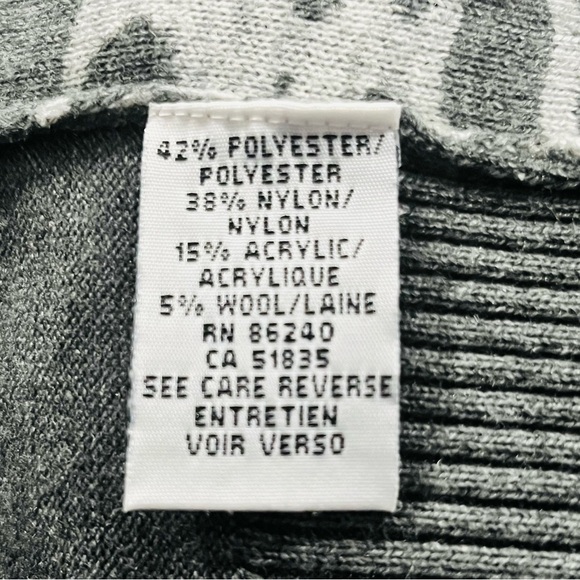 42% POLYESTER/
POLYESTER
38% NYLON/
NYLON
15% ACRYLIC/
ACRYLIQUE
5% WOOL/LAINE
RN 86240
CA 51835
SEE CARE REVERSE
ENTRETIEN
VOIR VERSO